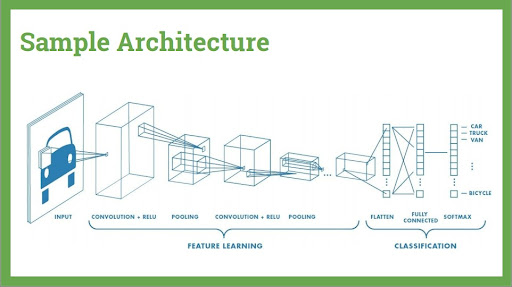 Sample Architecture
CAR
TRUCK
VAN
BICYCLE
INPUT
CONVOLUTION + RELU
POOLING
CONVOLUTION + RELU
POOLING
FLATTEN
FULLY
CONNECTED
SOFTMAX
FEATURE LEARNING
CLASSIFICATION